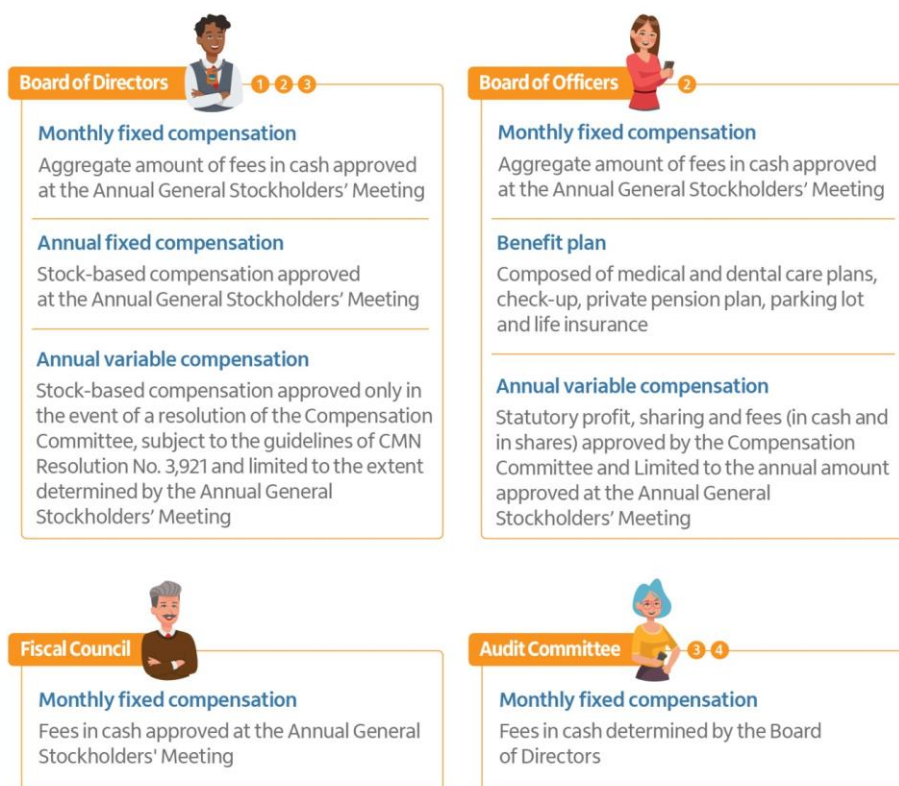 Board of Directors
1 2 3
Monthly fixed compensation
Aggregate amount of fees in cash approved
at the Annual General Stockholders’ Meeting
Annual fixed compensation
Stock-based compensation approved
at the Annual General Stockholders’ Meeting
Annual variable compensation
Stock-based compensation approved only in
the event of a resolution of the Compensation
Committee, subject to the guidelines of CMN
Resolution No. 3,921 and limited to the extent
determined by the Annual General
Stockholders’ Meeting
Board of Officers
2
Monthly fixed compensation
Aggregate amount of fees in cash approved
at the Annual General Stockholders’ Meeting
Benefit plan
Composed of medical and dental care plans,
check-up, private pension plan, parking lot
and life insurance
Annual variable compensation
Statutory profit, sharing and fees (in cash and
in shares) approved by the Compensation
Committee and Limited to the annual amount
approved at the Annual General
Stockholders’ Meeting
Fiscal Council
Monthly fixed compensation
Fees in cash approved at the Annual General
Stockholders' Meeting
Audit Committee
3 4
Monthly fixed compensation
Fees in cash determined by the Board
of Directors